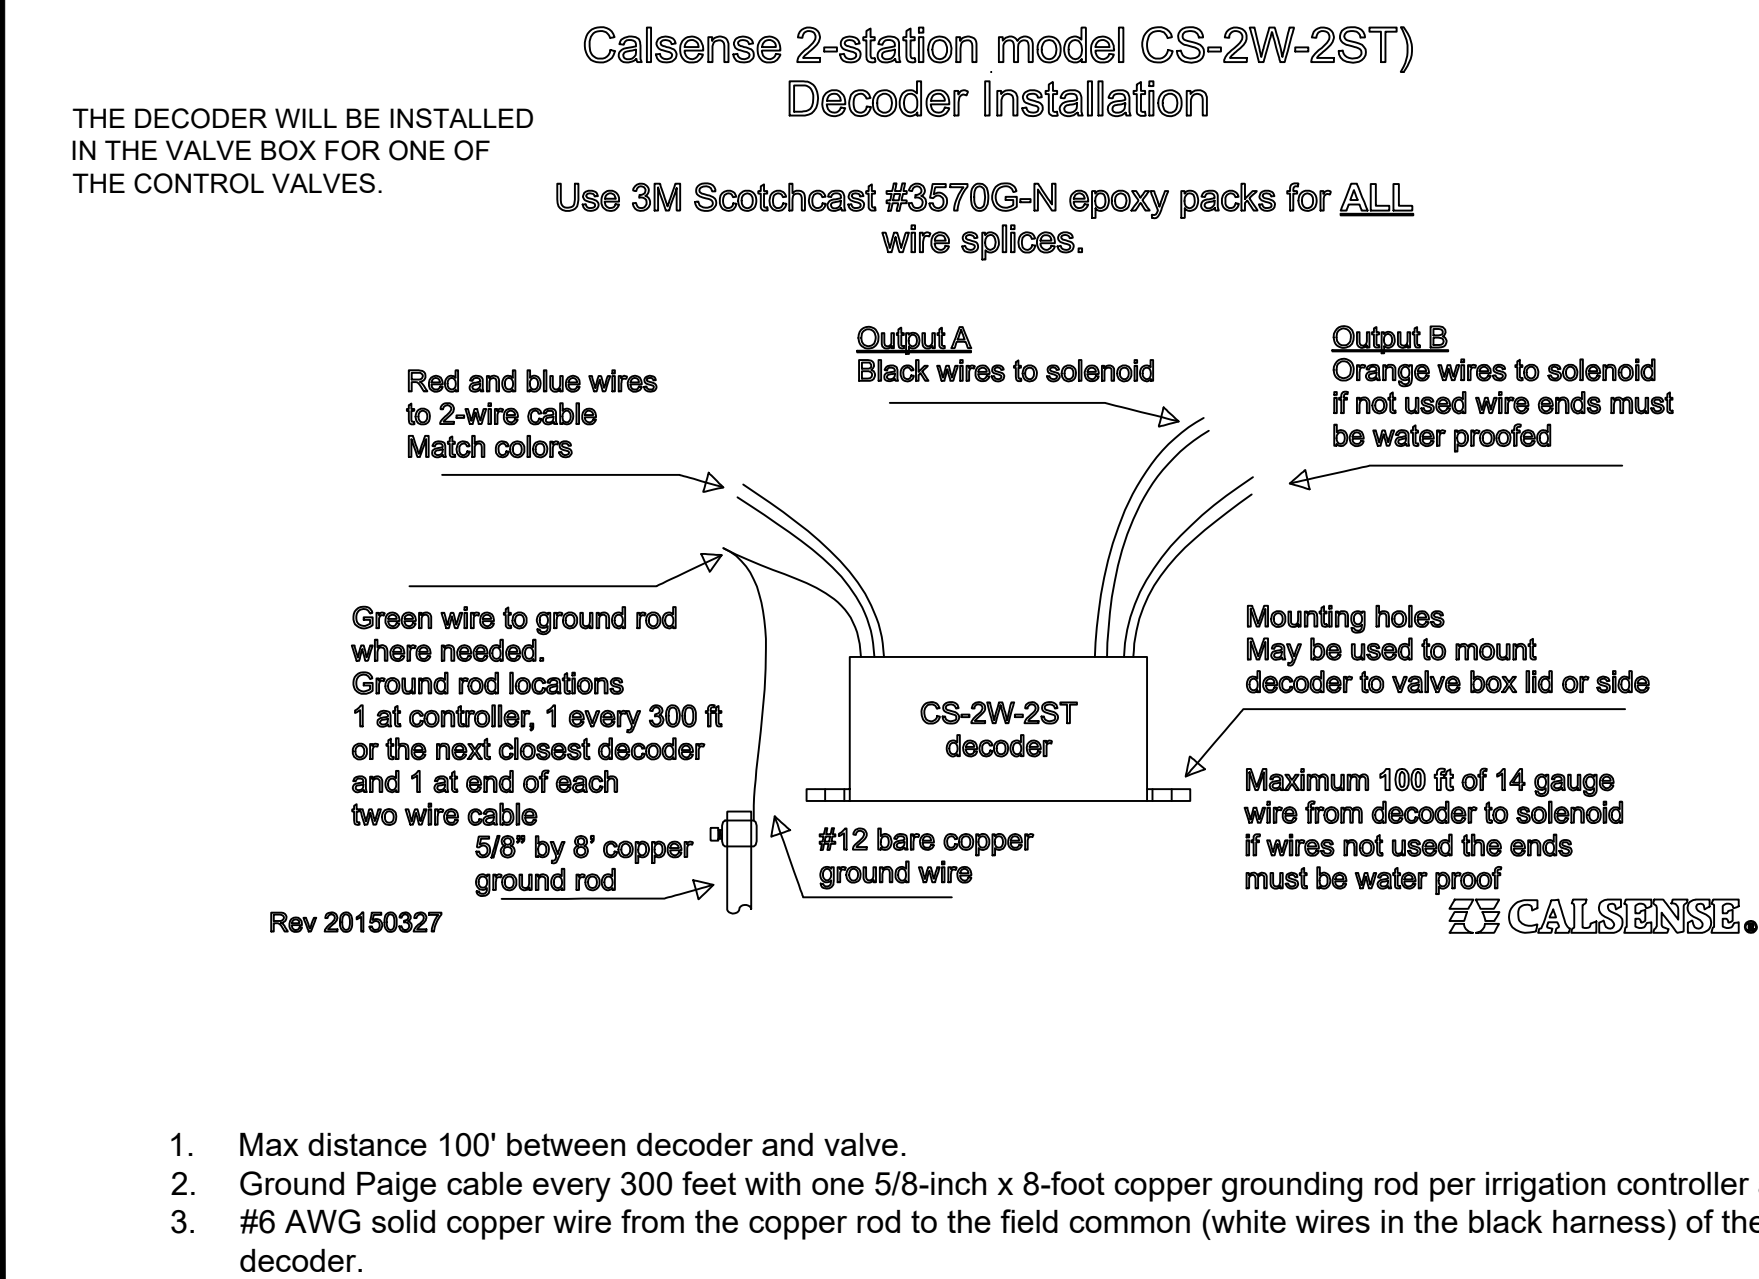 Calsense 2-station model CS-2W-2ST)
Decoder Installation
THE DECODER WILL BE INSTALLED
IN THE VALVE BOX FOR ONE OF
THE CONTROL VALVES.
Use 3M Scotchcast #3570G-N epoxy packs for ALL
wire splices.
Red and blue wires
to 2-wire cable
Match colors
Output A
Black wires to solenoid
Output B
Orange wires to solenoid
if not used wire ends must
be water proofed
Green wire to ground rod
where needed.
Ground rod locations
1 at controller, 1 every 300 ft
or the next closest decoder
and 1 at end of each
two wire cable
5/8" by 8' copper
ground rod
CS-2W-2ST
decoder
#12 bare copper
ground wire
Mounting holes
May be used to mount
decoder to valve box lid or side
Maximum 100 ft of 14 gauge
wire from decoder to solenoid
if wires not used the ends
must be water proof
Rev 20150327
CALSENSE®
1. Max distance 100' between decoder and valve.
2. Ground Paige cable every 300 feet with one 5/8-inch x 8-foot copper grounding rod per irrigation controller
3. #6 AWG solid copper wire from the copper rod to the field common (white wires in the black harness) of the
decoder.